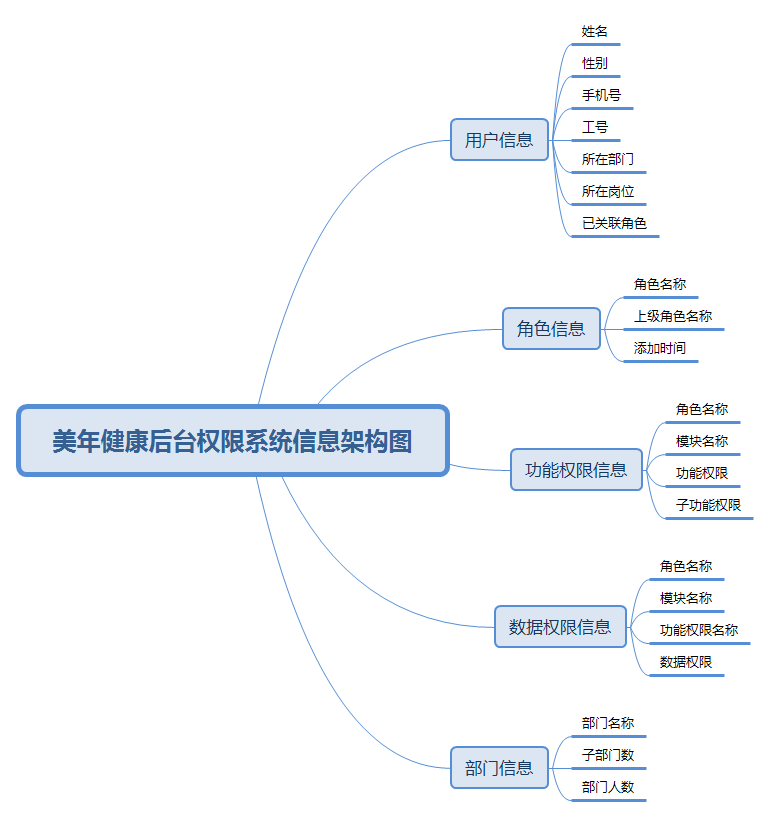 美年健康后台权限系统信息架构图
用户信息
姓名
性别
手机号
工号
所在部门
所在岗位
已关联角色
角色信息
角色名称
上级角色名称
添加时间
功能权限信息
角色名称
模块名称
功能权限
子功能权限
数据权限信息
角色名称
模块名称
功能权限名称
数据权限
部门信息
部门名称
子部门数
部门人数